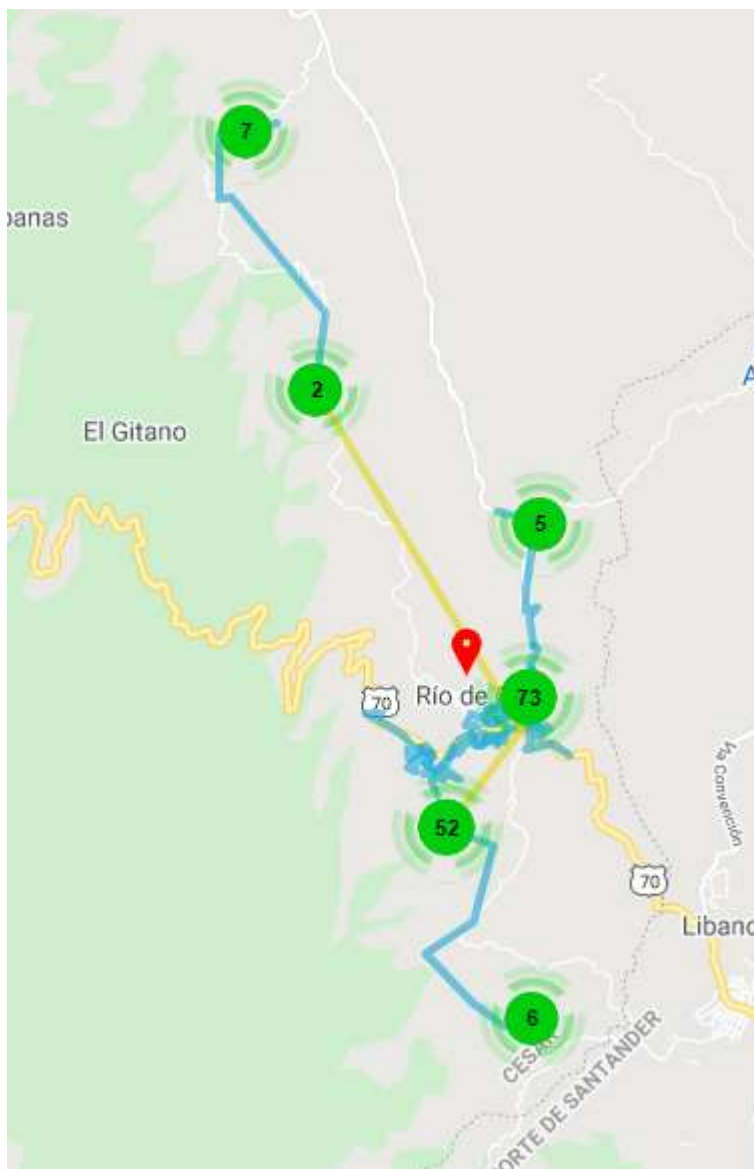 7
panas
2
El Gitano
A
5
Río de
73
70
52
Vía Convención
70
Libano
6
CESAR
ORTE DE SANTANDER